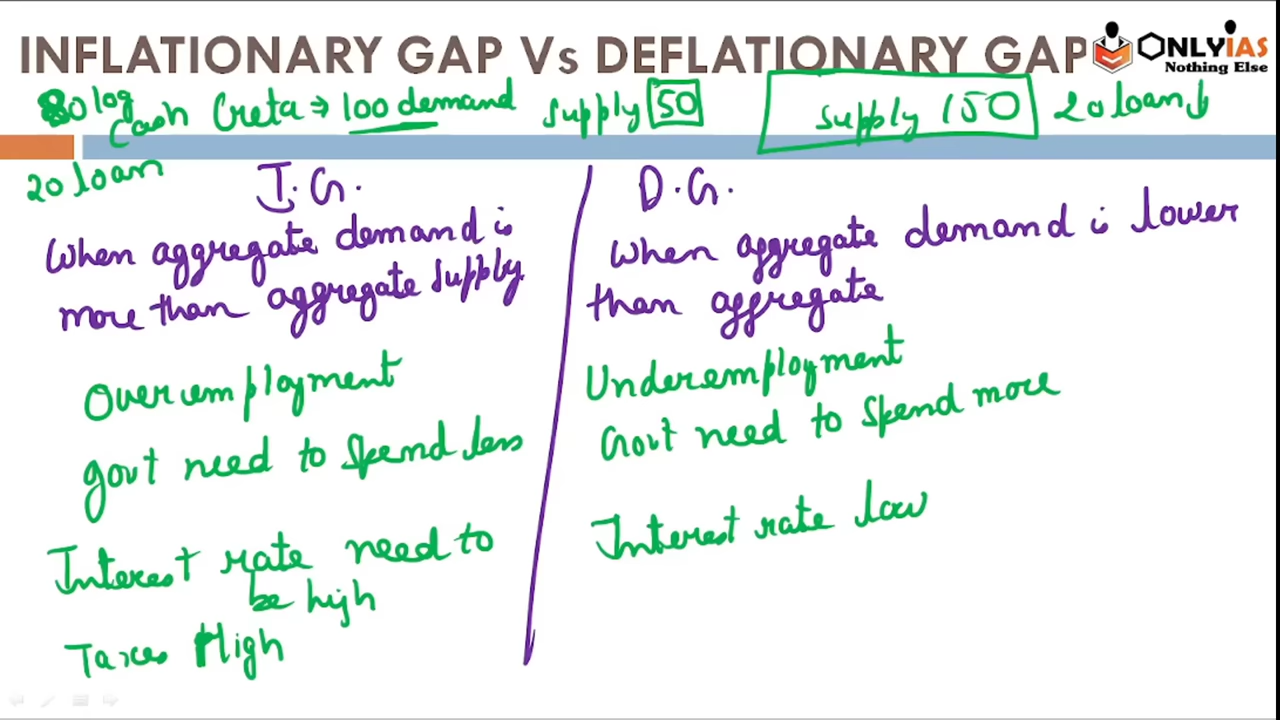 INFLATIONARY GAP Vs DEFLATIONARY GAP
ONLYIAS
Nothing Else
80 log cash Creta → 100 demand supply 50
supply 150 20 loan ↓
20 loan
I.G.
When aggregate demand is
more than aggregate supply
Overemployment
govt need to spend less
Interest rate need to
be high
Taxes High
D.G.
When aggregate demand is lower
than aggregate
Underemployment
Govt need to spend more
Interest rate low